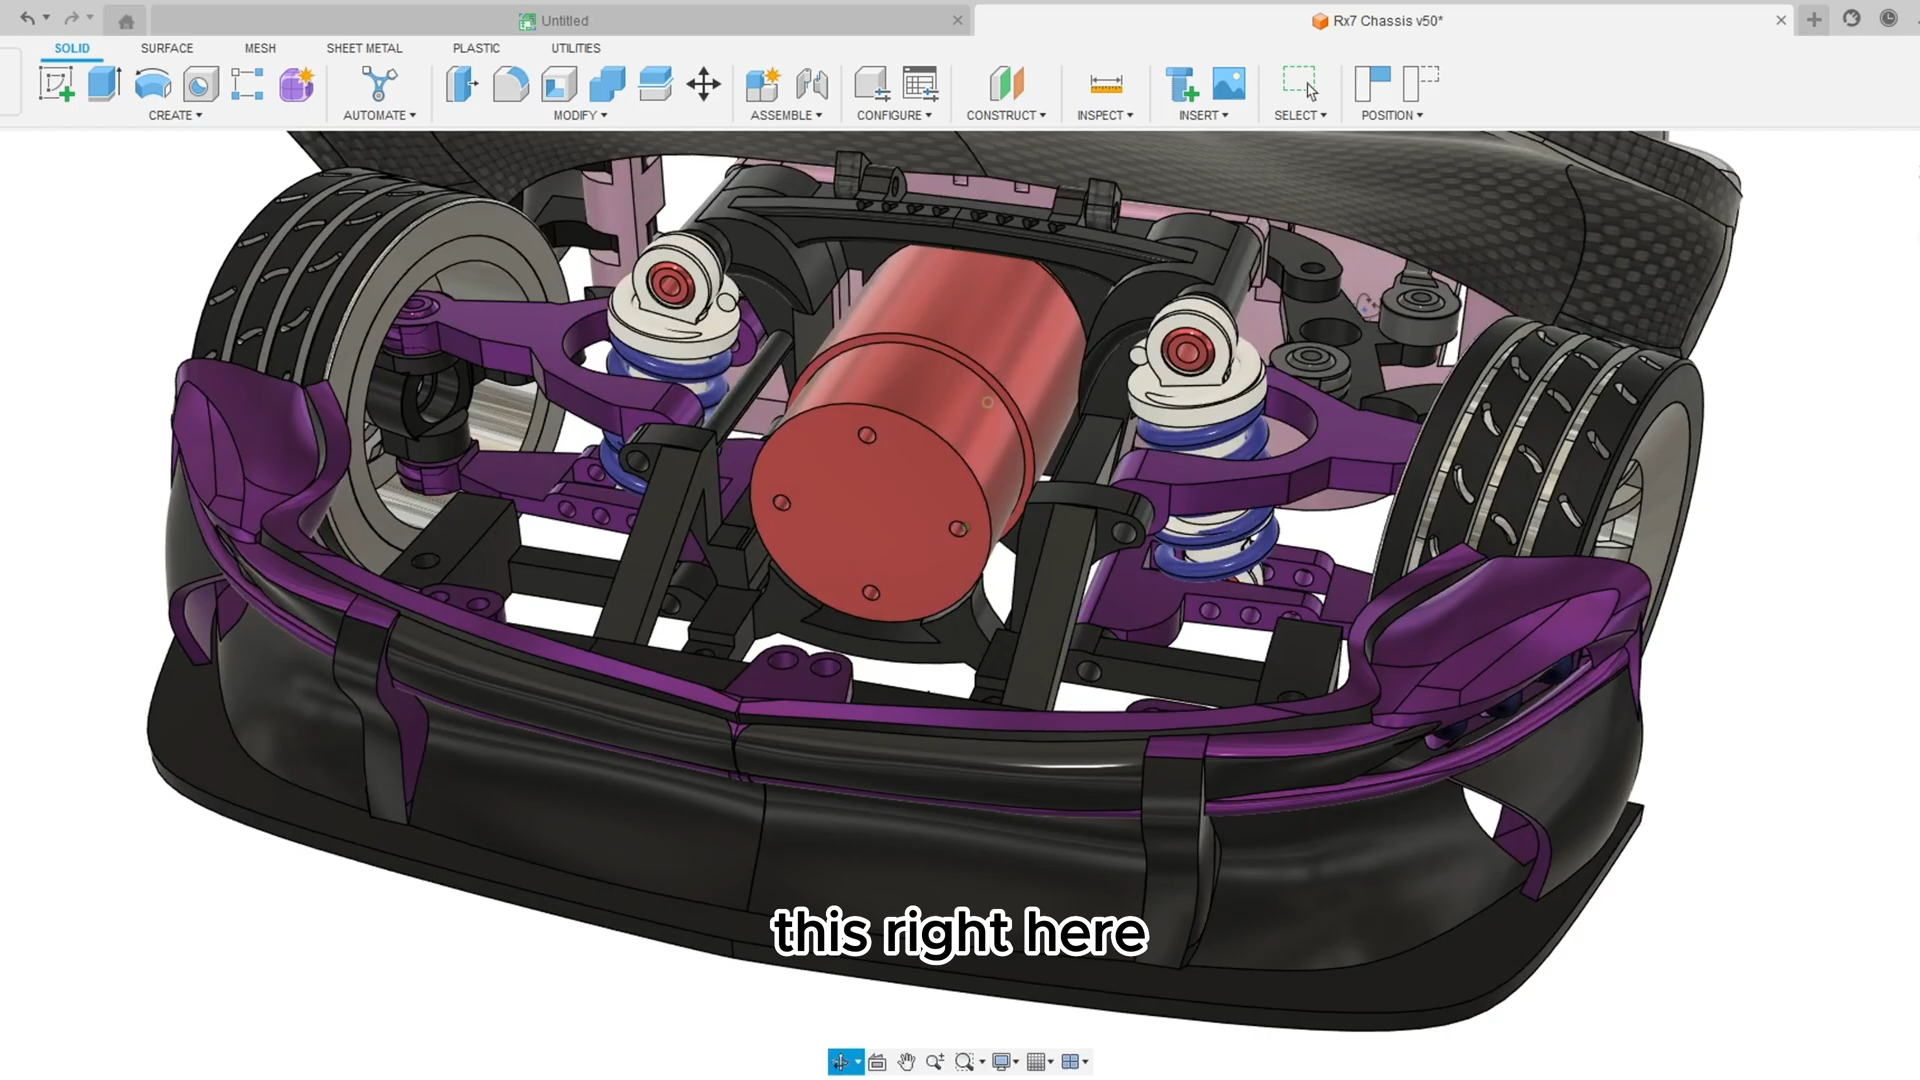 Untitled
Rx7 Chassis v50*
SOLID SURFACE MESH SHEET METAL PLASTIC UTILITIES
CREATE AUTOMATE MODIFY ASSEMBLE CONFIGURE CONSTRUCT INSPECT INSERT SELECT POSITION
this right here